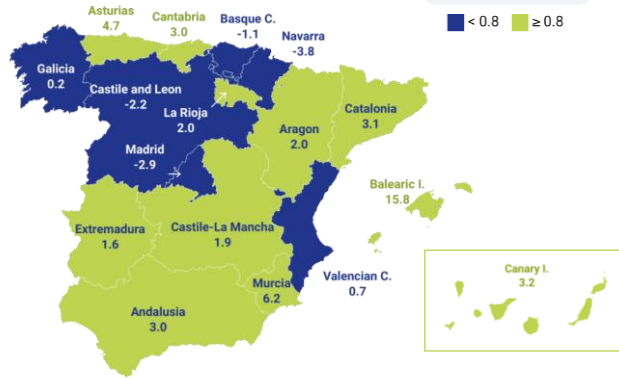 < 0.8 ≥ 0.8
Asturias
4.7
Cantabria
3.0
Basque C.
-1.1
Navarra
-3.8
Galicia
0.2
Castile and Leon
-2.2
La Rioja
2.0
Catalonia
3.1
Aragon
2.0
Madrid
-2.9
Balearic I.
15.8
Extremadura
1.6
Castile-La Mancha
1.9
Valencian C.
0.7
Canary I.
3.2
Murcia
6.2
Andalusia
3.0